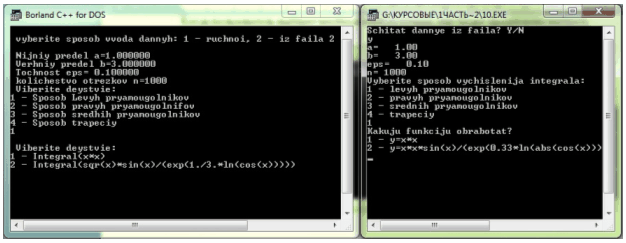 Borland C++ for DOS
vyberite sposob vvoda dannyh: 1 - ruchnoi, 2 - iz faila 2
Nijniy predel a=1.000000
Verhniy predel b=3.000000
Tochnost eps= 0.100000
kolichestvo otrezkov n=1000
Viberite deystvie:
1 - Sposob Levyh pryamougolnikov
2 - Sposob pravyh pryamougolnifov
3 - Sposob srednih pryamougolnikov
4 - Sposob trapeciy
1
Viberite deystvie:
1 - Integral(x*x)
2 - Integral(sqr(x)*sin(x)/(exp(1./3.*ln(cos(x)))))
G:\КУРСОВЫЕ\1ЧАСТЬ~2\10.EXE
Schitat dannye iz faila? Y/N
y
a= 1.00
b= 3.00
eps= 0.10
n= 1000
Vyberite sposob vychislenija integrala:
1 - levyh pryamougolnikov
2 - pravyh pryamougolnikov
3 - srednih pryamougolnikov
4 - trapeciy
1
Kakuju funkciju obrabotat?
1 - y=x*x
2 - y=x*x*sin(x)/(exp(0.33*ln(abs(cos(x)))